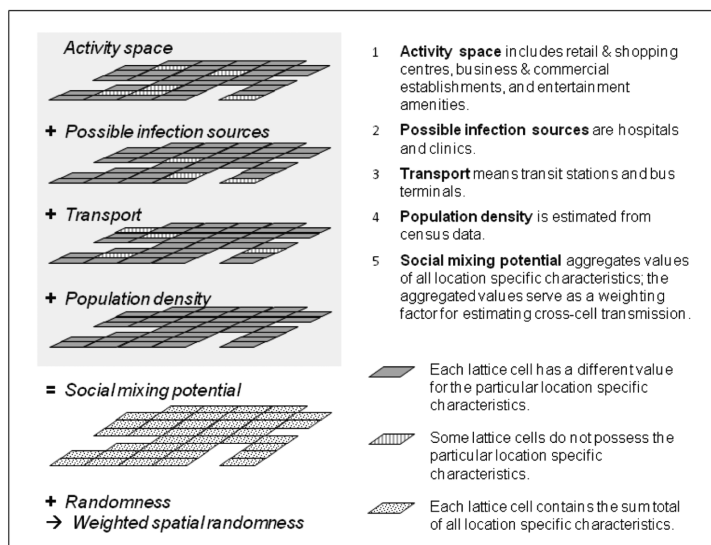 Activity space
+ Possible infection sources
+ Transport
+ Population density
= Social mixing potential
+ Randomness
→ Weighted spatial randomness
1 Activity space includes retail & shopping
centres, business & commercial
establishments, and entertainment
amenities.
2 Possible infection sources are hospitals
and clinics.
3 Transport means transit stations and bus
terminals.
4 Population density is estimated from
census data.
5 Social mixing potential aggregates values
of all location specific characteristics; the
aggregated values serve as a weighting
factor for estimating cross-cell transmission.
Each lattice cell has a different value
for the particular location specific
characteristics.
Some lattice cells do not possess the
particular location specific
characteristics.
Each lattice cell contains the sum total
of all location specific characteristics.